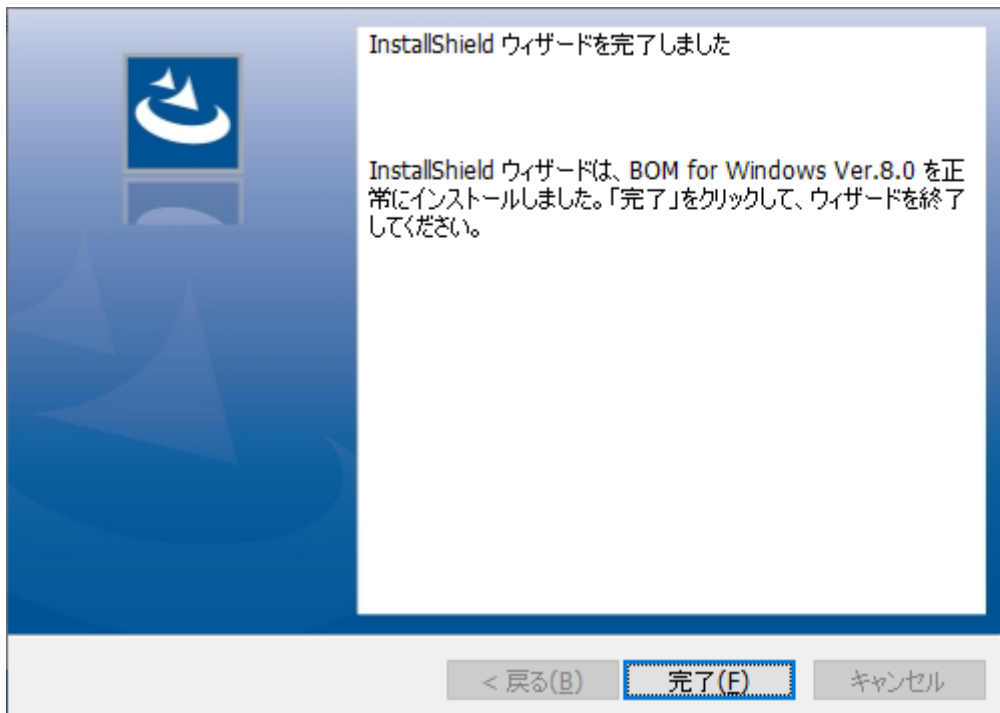 InstallShield ウィザードを完了しました
InstallShield ウィザードは、BOM for Windows Ver.8.0 を正
常にインストールしました。「完了」をクリックして、ウィザードを終了
してください。
< 戻る(B)
完了(F)
キャンセル